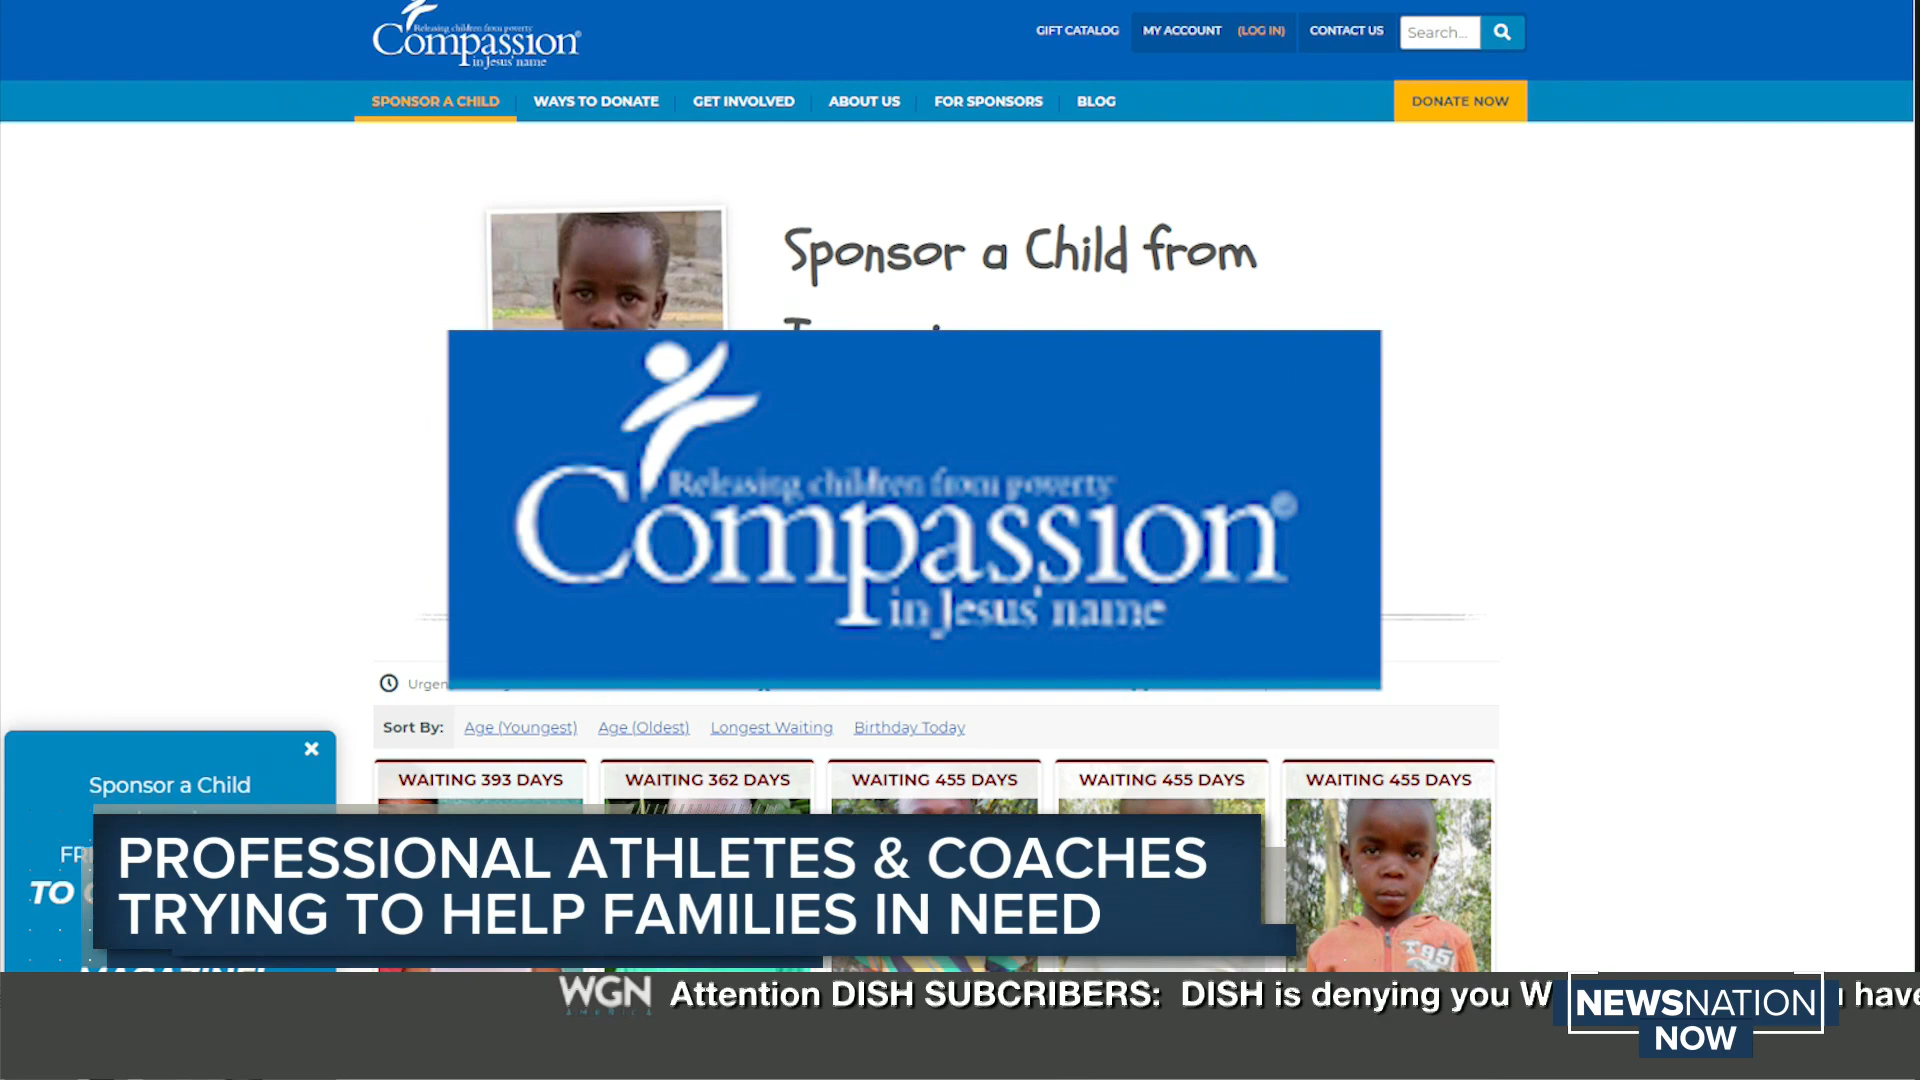 Releasing children from poverty
Compassion®
in Jesus' name
GIFT CATALOG
MY ACCOUNT
(LOG IN)
CONTACT US
Search...
SPONSOR A CHILD
WAYS TO DONATE
GET INVOLVED
ABOUT US
FOR SPONSORS
BLOG
DONATE NOW
Sponsor a Child from
Releasing children from poverty
Compassion®
in Jesus' name
Urgen
Sort By:
Age (Youngest)
Age (Oldest)
Longest Waiting
Birthday Today
WAITING 393 DAYS
WAITING 362 DAYS
WAITING 455 DAYS
WAITING 455 DAYS
WAITING 455 DAYS
Sponsor a Child
FR
TO
PROFESSIONAL ATHLETES & COACHES
TRYING TO HELP FAMILIES IN NEED
WGN
AMERICA
Attention DISH SUBCRIBERS: DISH is denying you W
have
NEWSNATION
NOW